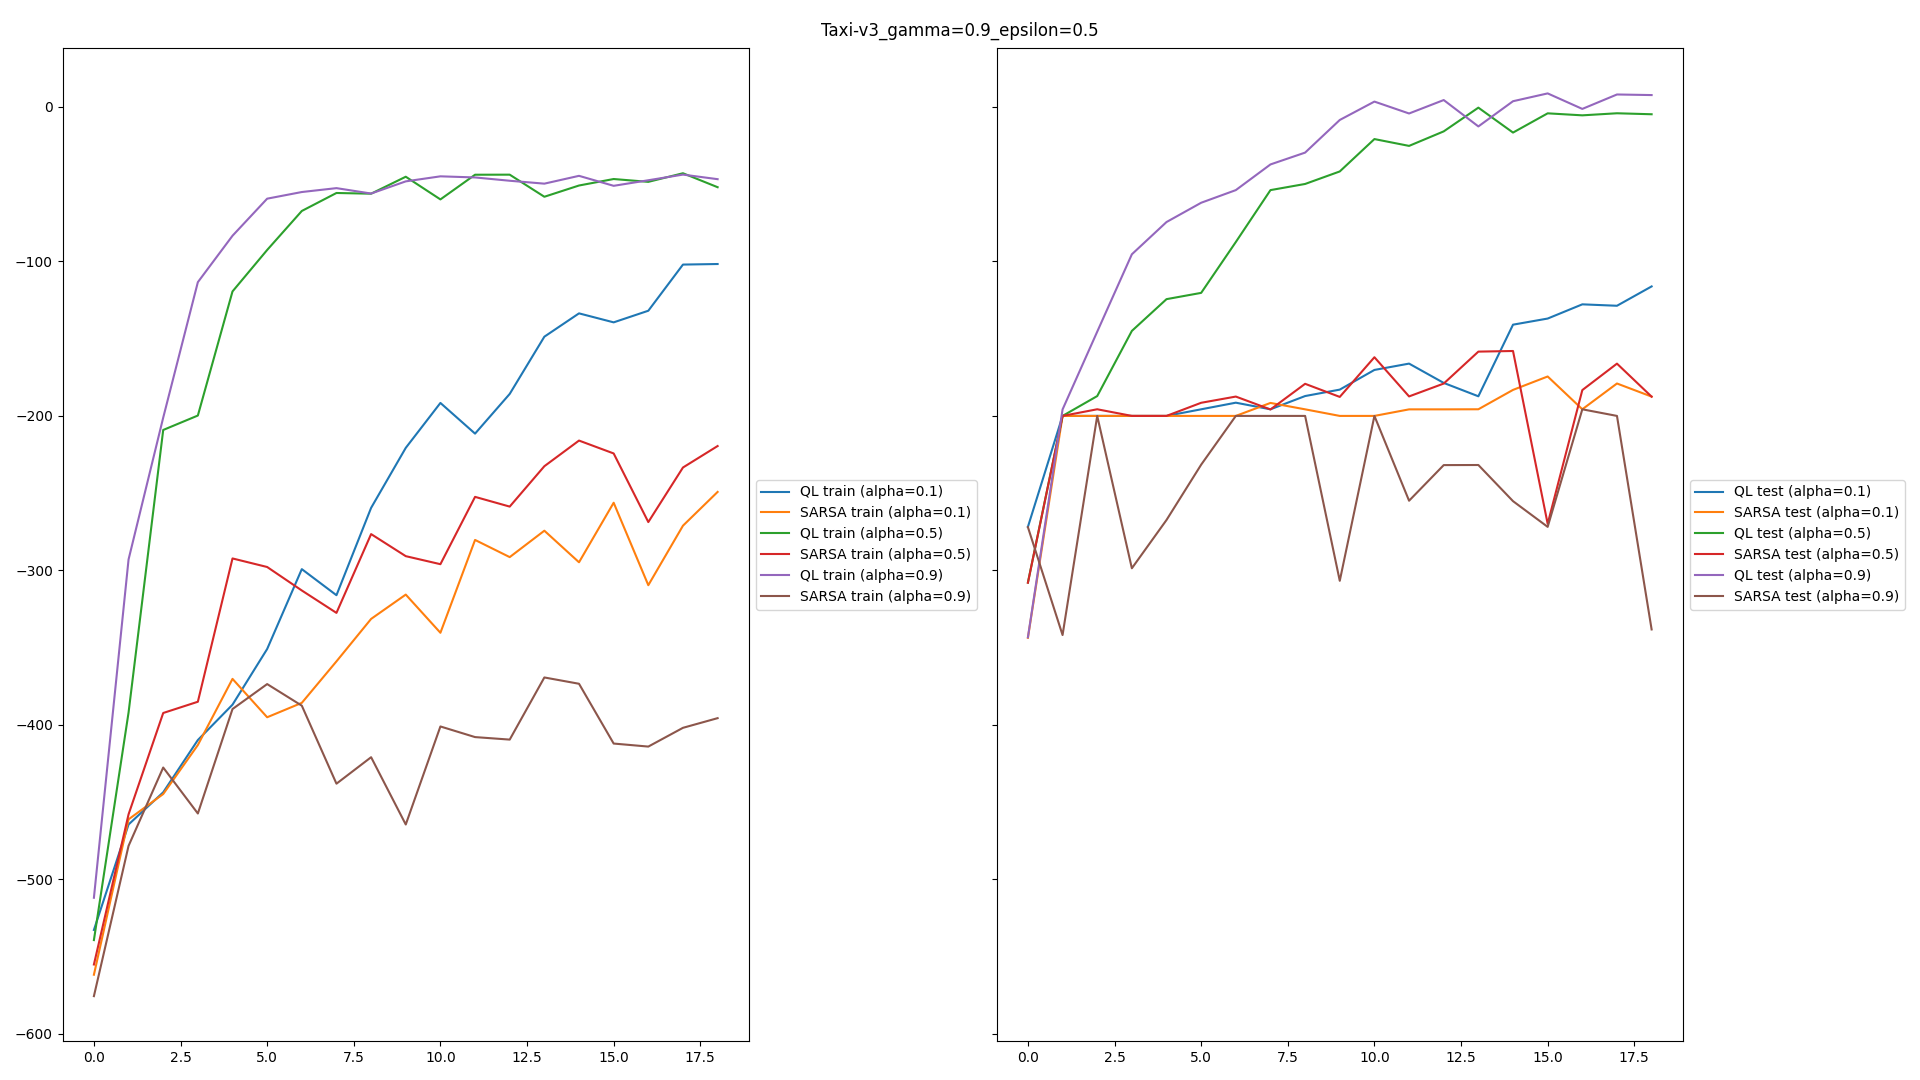 Taxi-v3_gamma=0.9_epsilon=0.5
0
−100
−200
−300
−400
−500
−600
0.0 2.5 5.0 7.5 10.0 12.5 15.0 17.5
QL train (alpha=0.1)
SARSA train (alpha=0.1)
QL train (alpha=0.5)
SARSA train (alpha=0.5)
QL train (alpha=0.9)
SARSA train (alpha=0.9)
0.0 2.5 5.0 7.5 10.0 12.5 15.0 17.5
QL test (alpha=0.1)
SARSA test (alpha=0.1)
QL test (alpha=0.5)
SARSA test (alpha=0.5)
QL test (alpha=0.9)
SARSA test (alpha=0.9)